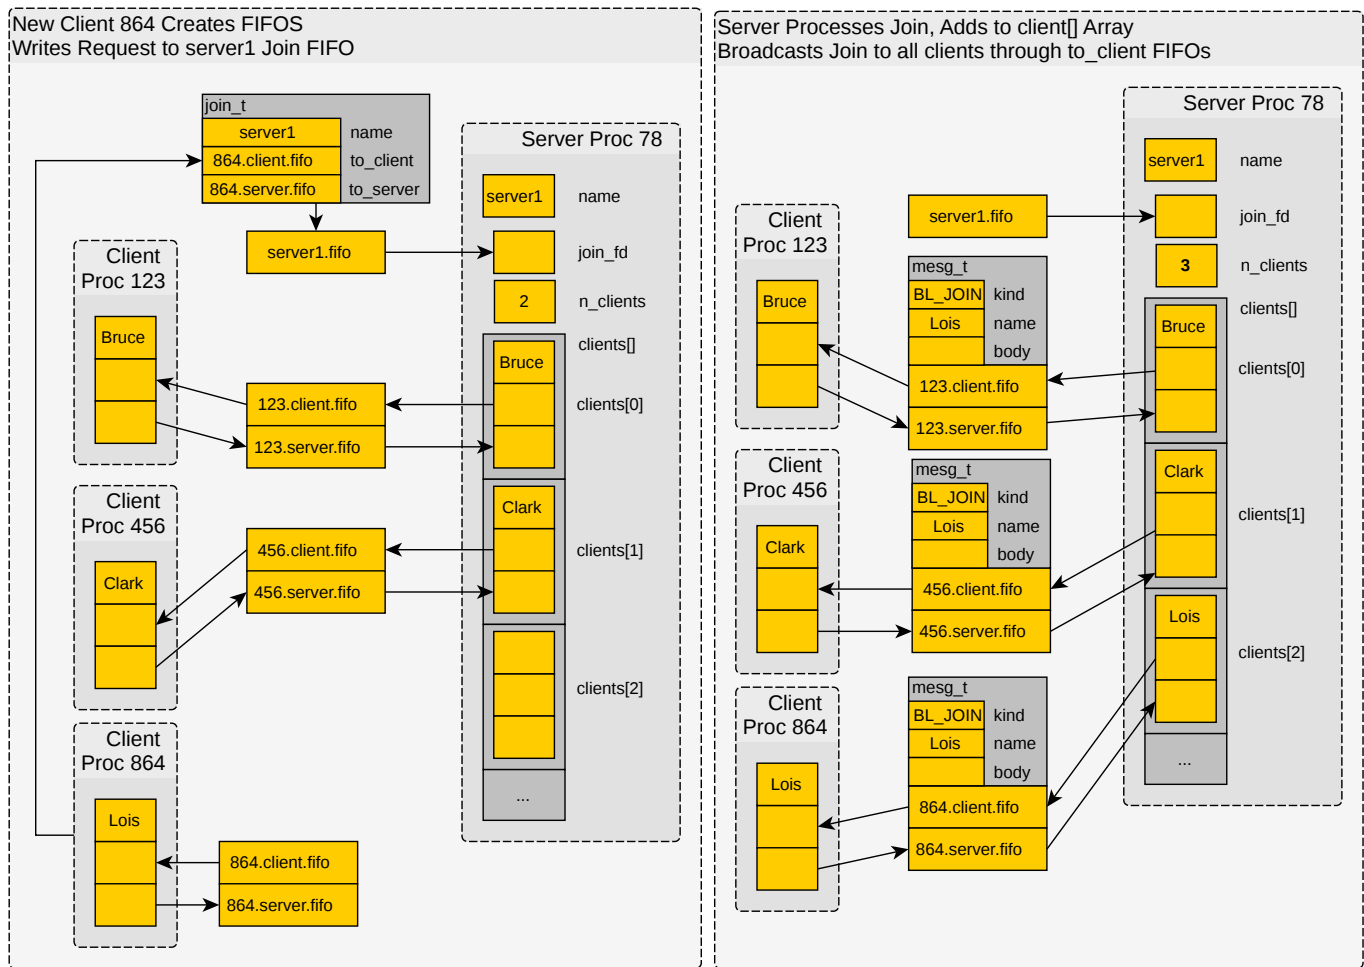 New Client 864 Creates FIFOS
Writes Request to server1 Join FIFO
join_t
server1 name
864.client.fifo to_client
864.server.fifo to_server
server1.fifo
Server Proc 78
server1 name
join_fd
2 n_clients
clients[]
Bruce
clients[0]
Clark
clients[1]
clients[2]
...
Client
Proc 123
Bruce
123.client.fifo
123.server.fifo
Client
Proc 456
Clark
456.client.fifo
456.server.fifo
Client
Proc 864
Lois
864.client.fifo
864.server.fifo
Server Processes Join, Adds to client[] Array
Broadcasts Join to all clients through to_client FIFOs
Server Proc 78
server1 name
server1.fifo
join_fd
3 n_clients
clients[]
Bruce
clients[0]
Clark
clients[1]
Lois
clients[2]
...
Client
Proc 123
Bruce
mesg_t
BL_JOIN kind
Lois name
body
123.client.fifo
123.server.fifo
Client
Proc 456
Clark
mesg_t
BL_JOIN kind
Lois name
body
456.client.fifo
456.server.fifo
Client
Proc 864
Lois
mesg_t
BL_JOIN kind
Lois name
body
864.client.fifo
864.server.fifo